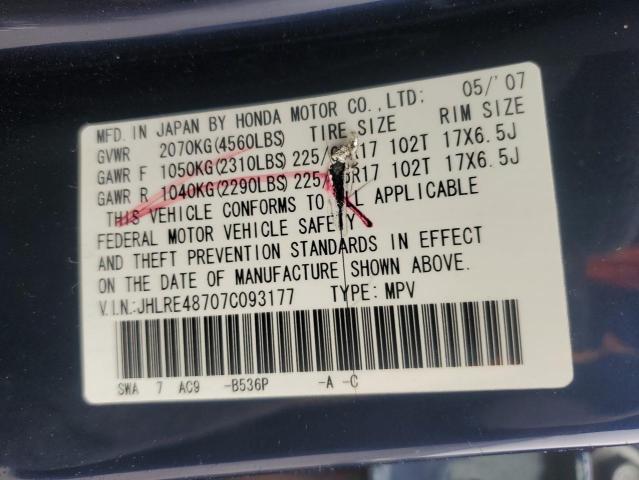 MFD. IN JAPAN BY HONDA MOTOR CO., LTD; 05/'07
GVWR 2070KG(4560LBS) TIRE SIZE RIM SIZE
GAWR F 1050KG(2310LBS) 225/ R17 102T 17X6.5J
GAWR R 1040KG(2290LBS) 225/ R17 102T 17X6.5J
THIS VEHICLE CONFORMS TO ALL APPLICABLE
FEDERAL MOTOR VEHICLE SAFETY
AND THEFT PREVENTION STANDARDS IN EFFECT
ON THE DATE OF MANUFACTURE SHOWN ABOVE.
V.I.N.:JHLRE48707C093177 TYPE: MPV
SWA 7 AC9 -B536P -A -C